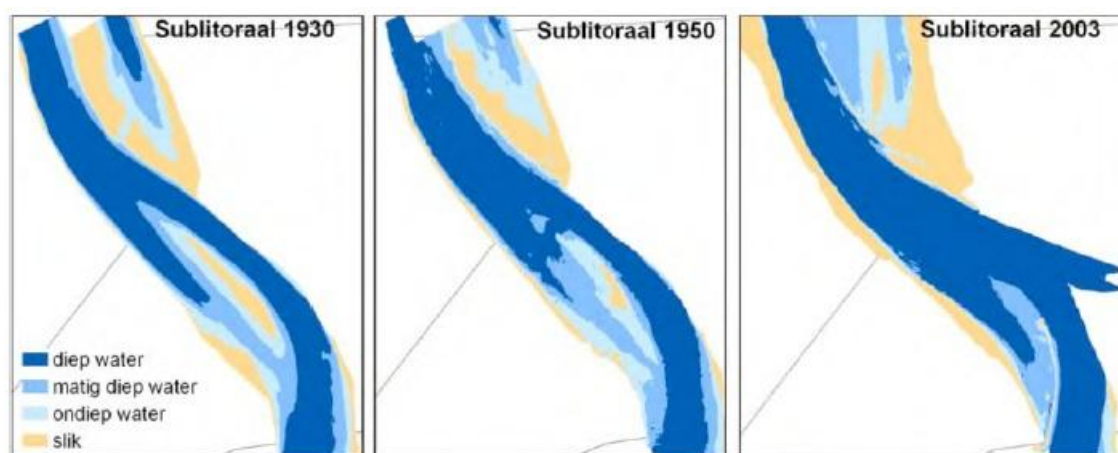 Sublitoraal 1930
Sublitoraal 1950
Sublitoraal 2003
diep water
matig diep water
ondiep water
slik